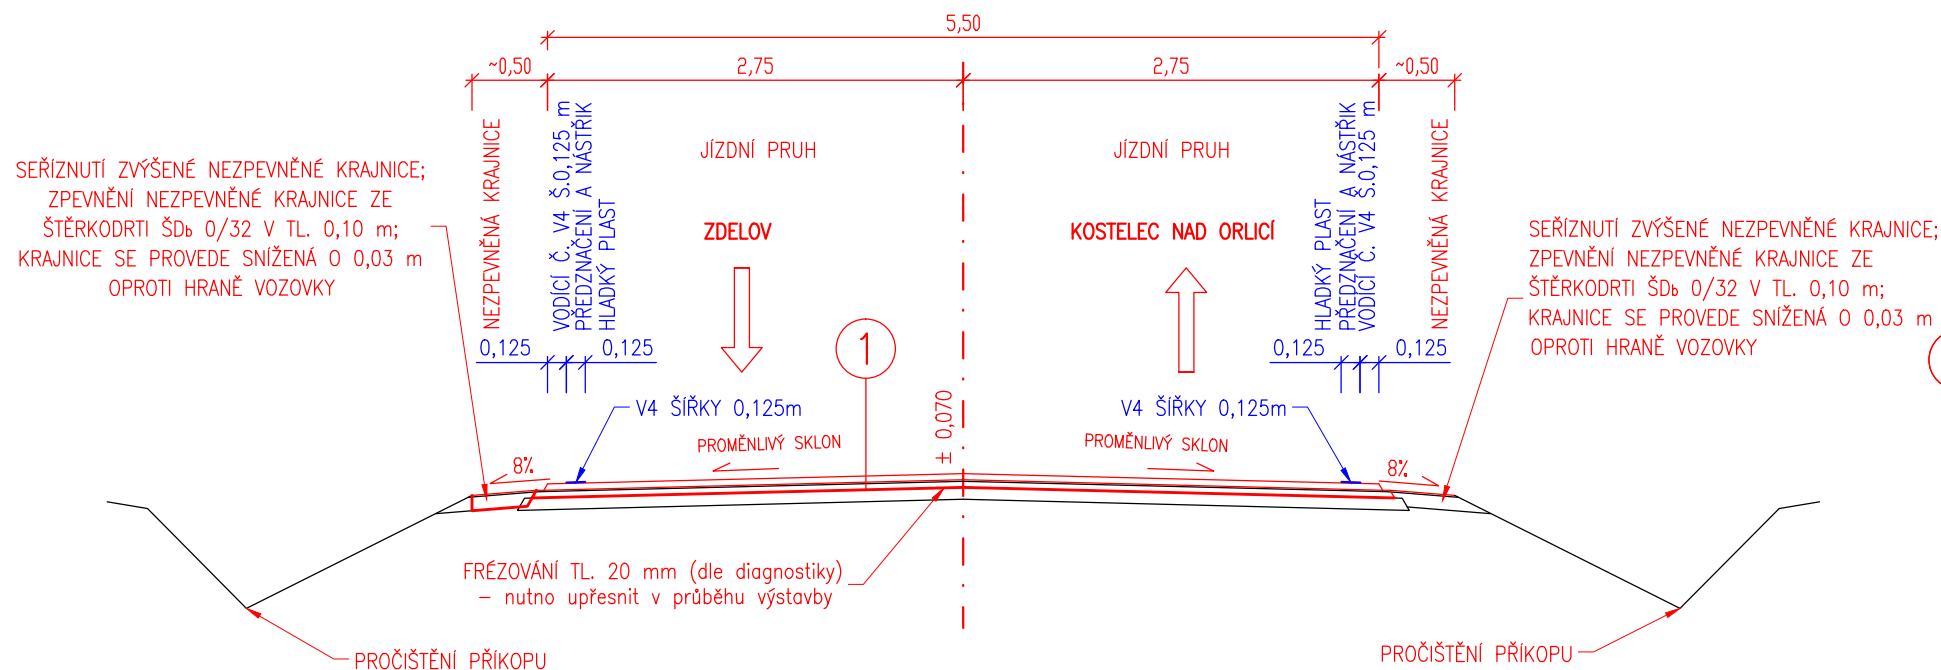 5,50
~0,50
2,75
2,75
~0,50
SEŘÍZNUTÍ ZVÝŠENÉ NEZPEVNĚNÉ KRAJNICE;
ZPEVNĚNÍ NEZPEVNĚNÉ KRAJNICE ZE
ŠTĚRKODRTI ŠDb 0/32 V TL. 0,10 m;
KRAJNICE SE PROVEDE SNÍŽENÁ O 0,03 m
OPROTI HRANĚ VOZOVKY
NEZPEVNĚNÁ KRAJNICE
VODÍCÍ Č. V4 Š.0,125 m
PŘEDZNAČENÍ A NÁSTŘIK
HLADKÝ PLAST
JÍZDNÍ PRUH
ZDELOV
JÍZDNÍ PRUH
KOSTELEC NAD ORLICÍ
HLADKÝ PLAST
PŘEDZNAČENÍ A NÁSTŘIK
VODÍCÍ Č. V4 Š.0,125 m
NEZPEVNĚNÁ KRAJNICE
SEŘÍZNUTÍ ZVÝŠENÉ NEZPEVNĚNÉ KRAJNICE;
ZPEVNĚNÍ NEZPEVNĚNÉ KRAJNICE ZE
ŠTĚRKODRTI ŠDb 0/32 V TL. 0,10 m;
KRAJNICE SE PROVEDE SNÍŽENÁ O 0,03 m
OPROTI HRANĚ VOZOVKY
0,125
0,125
1
0,125
0,125
V4 ŠÍŘKY 0,125m
± 0,070
V4 ŠÍŘKY 0,125m
PROMĚNLIVÝ SKLON
PROMĚNLIVÝ SKLON
8%
8%
FRÉZOVÁNÍ TL. 20 mm (dle diagnostiky)
– nutno upřesnit v průběhu výstavby
PROČIŠTĚNÍ PŘÍKOPU
PROČIŠTĚNÍ PŘÍKOPU